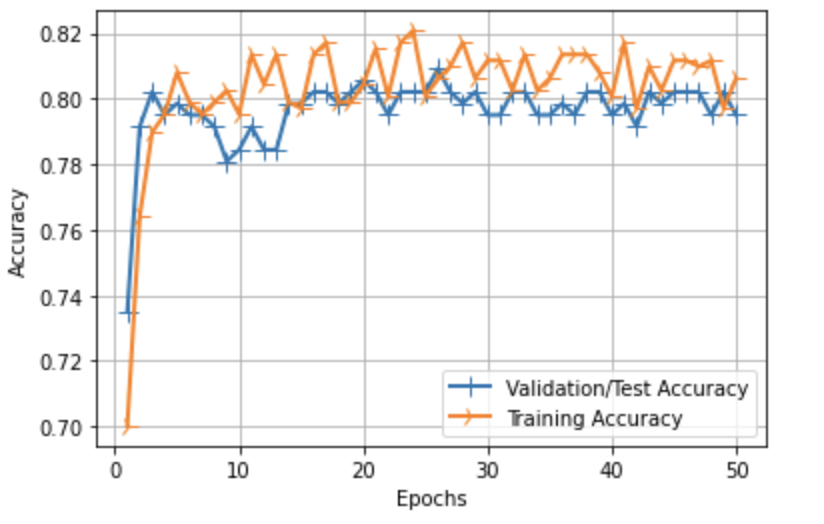 0.82
0.80
0.78
0.76
0.74
0.72
0.70
Accuracy
Validation/Test Accuracy
Training Accuracy
0 10 20 30 40 50
Epochs